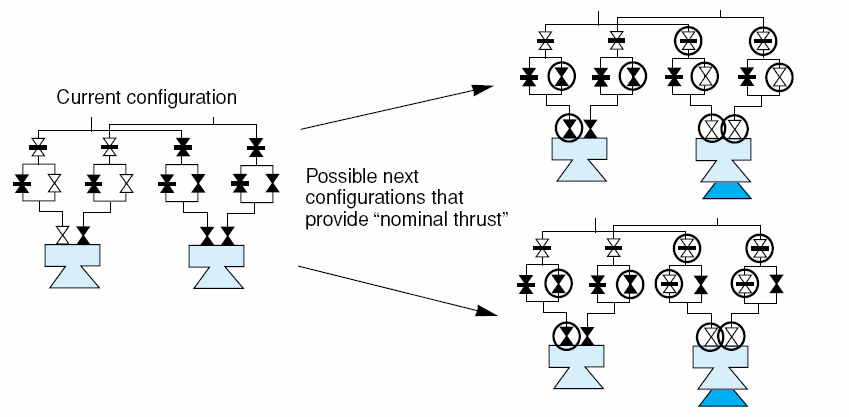 Current configuration
Possible next
configurations that
provide “nominal thrust”